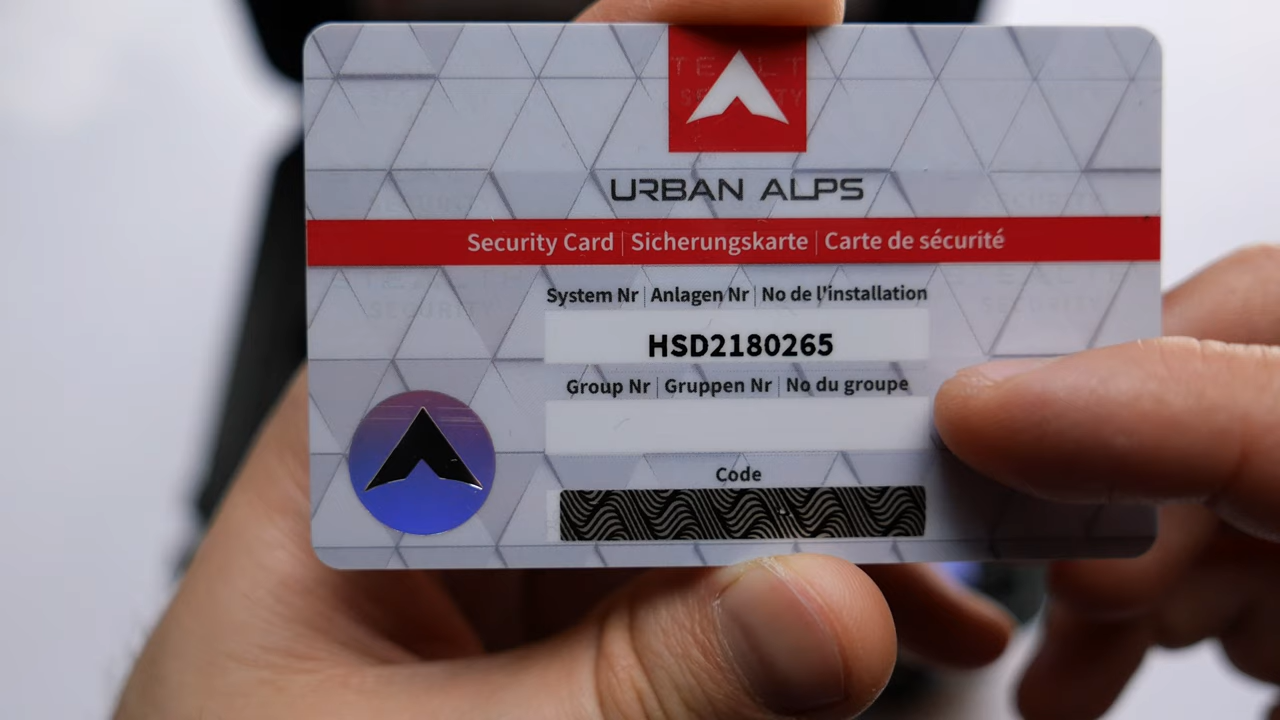 URBAN ALPS
Security Card | Sicherungskarte | Carte de sécurité
System Nr | Anlagen Nr | No de l'installation
HSD2180265
Group Nr | Gruppen Nr | No du groupe
Code